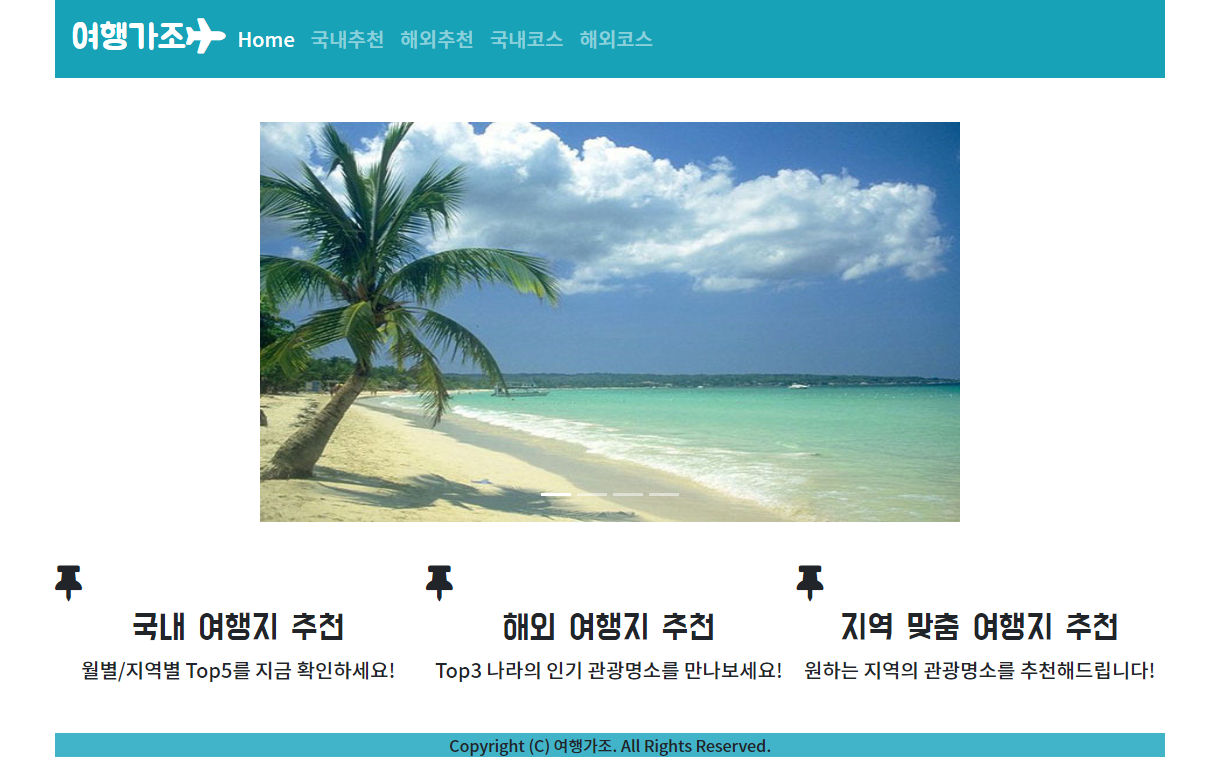 여행가조 Home 국내추천 해외추천 국내코스 해외코스
국내 여행지 추천 해외 여행지 추천 지역 맞춤 여행지 추천
월별/지역별 Top5를 지금 확인하세요! Top3 나라의 인기 관광명소를 만나보세요! 원하는 지역의 관광명소를 추천해드립니다!
Copyright (C) 여행가조. All Rights Reserved.